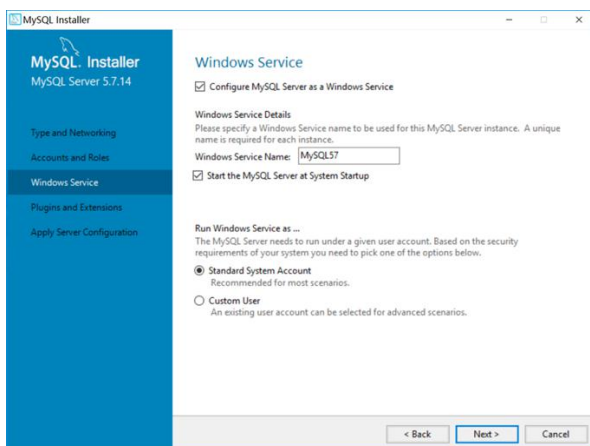 MySQL Installer
MySQL. Installer
MySQL Server 5.7.14
Type and Networking
Accounts and Roles
Windows Service
Plugins and Extensions
Apply Server Configuration
Windows Service
Configure MySQL Server as a Windows Service
Windows Service Details
Please specify a Windows Service name to be used for this MySQL Server instance. A unique
name is required for each instance.
Windows Service Name: MySQL57
Start the MySQL Server at System Startup
Run Windows Service as ...
The MySQL Server needs to run under a given user account. Based on the security
requirements of your system you need to pick one of the options below.
Standard System Account
Recommended for most scenarios.
Custom User
An existing user account can be selected for advanced scenarios.
< Back Next > Cancel